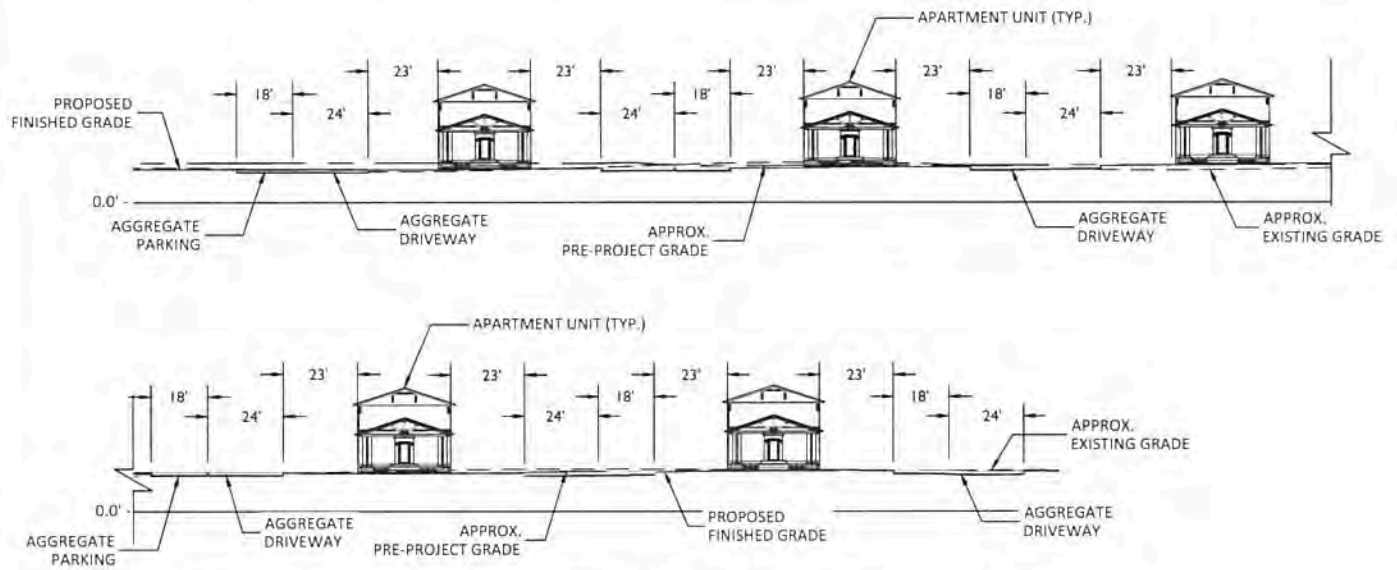 APARTMENT UNIT (TYP.)
23' 23' 23' 23' 23'
18' 18' 18'
24' 24' 24'
PROPOSED
FINISHED GRADE
0.0'
AGGREGATE
PARKING
AGGREGATE
DRIVEWAY
APPROX.
PRE-PROJECT GRADE
AGGREGATE
DRIVEWAY
APPROX.
EXISTING GRADE
APARTMENT UNIT (TYP.)
23' 23' 23' 23'
18' 18' 18'
24' 24' 24'
APPROX.
EXISTING GRADE
0.0'
AGGREGATE
PARKING
AGGREGATE
DRIVEWAY
APPROX.
PRE-PROJECT GRADE
PROPOSED
FINISHED GRADE
AGGREGATE
DRIVEWAY